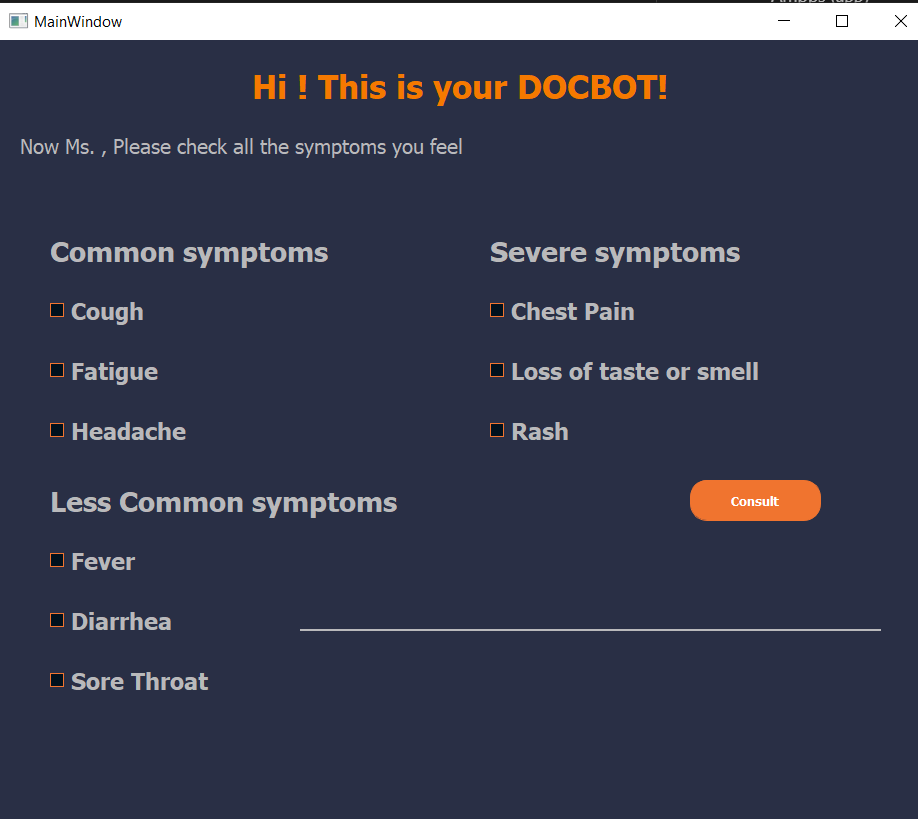 MainWindow
Hi ! This is your DOCBOT!
Now Ms. , Please check all the symptoms you feel
Common symptoms
Cough
Fatigue
Headache
Severe symptoms
Chest Pain
Loss of taste or smell
Rash
Less Common symptoms
Fever
Diarrhea
Sore Throat
Consult